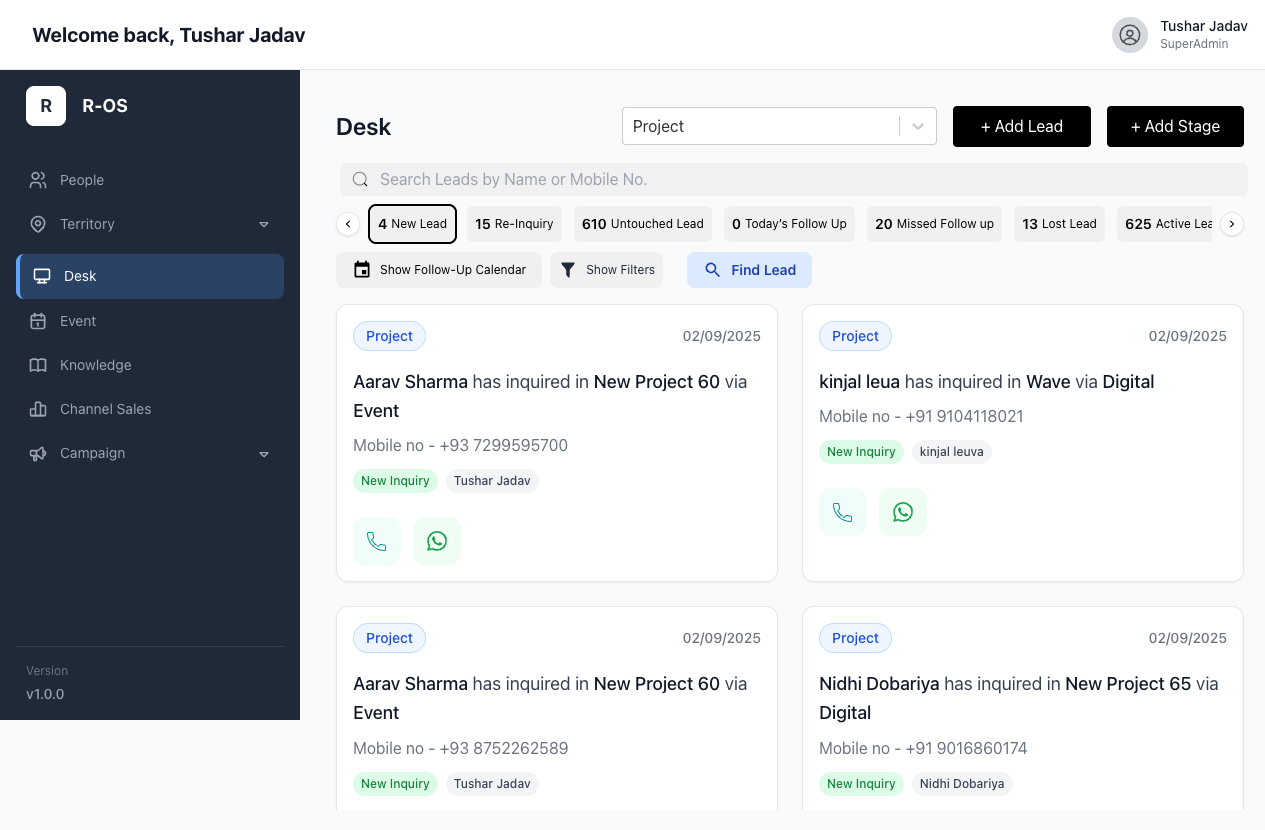 Welcome back, Tushar Jadav
Tushar Jadav
SuperAdmin
R
R-OS
People
Territory
Desk
Event
Knowledge
Channel Sales
Campaign
Version
v1.0.0
Desk
Project
+ Add Lead
+ Add Stage
Search Leads by Name or Mobile No.
4 New Lead
15 Re-Inquiry
610 Untouched Lead
0 Today's Follow Up
20 Missed Follow up
13 Lost Lead
625 Active Lea
Show Follow-Up Calendar
Show Filters
Find Lead
Project
02/09/2025
Aarav Sharma has inquired in New Project 60 via
Event
Mobile no - +93 7299595700
New Inquiry
Tushar Jadav
Project
02/09/2025
kinjal leua has inquired in Wave via Digital
Mobile no - +91 9104118021
New Inquiry
kinjal leuva
Project
02/09/2025
Aarav Sharma has inquired in New Project 60 via
Event
Mobile no - +93 8752262589
New Inquiry
Tushar Jadav
Project
02/09/2025
Nidhi Dobariya has inquired in New Project 65 via
Digital
Mobile no - +91 9016860174
New Inquiry
Nidhi Dobariya